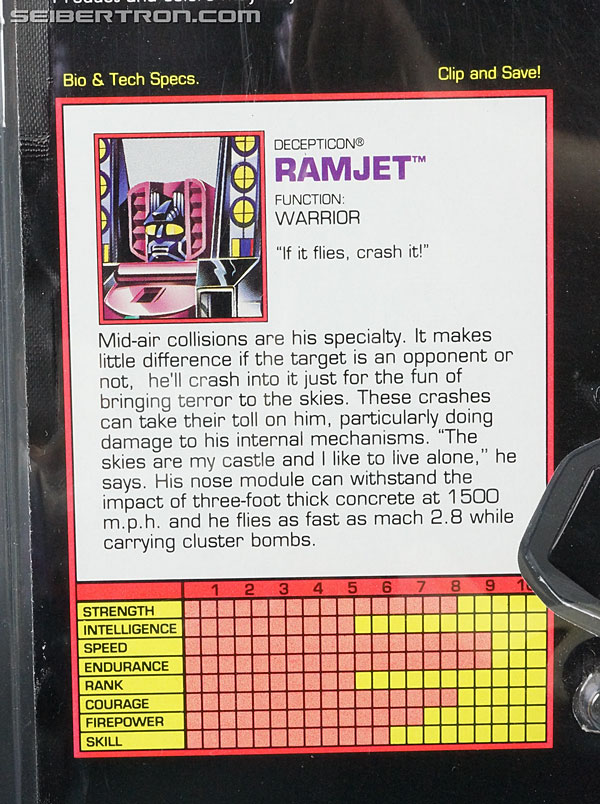 SEIBERTRON.COM
Bio & Tech Specs.
Clip and Save!
DECEPTICON®
RAMJET™
FUNCTION:
WARRIOR
"If it flies, crash it!"
Mid-air collisions are his specialty. It makes
little difference if the target is an opponent or
not, he'll crash into it just for the fun of
bringing terror to the skies. These crashes
can take their toll on him, particularly doing
damage to his internal mechanisms. "The
skies are my castle and I like to live alone," he
says. His nose module can withstand the
impact of three-foot thick concrete at 1500
m.p.h. and he flies as fast as mach 2.8 while
carrying cluster bombs.
1 2 3 4 5 6 7 8 9 10
STRENGTH
INTELLIGENCE
SPEED
ENDURANCE
RANK
COURAGE
FIREPOWER
SKILL